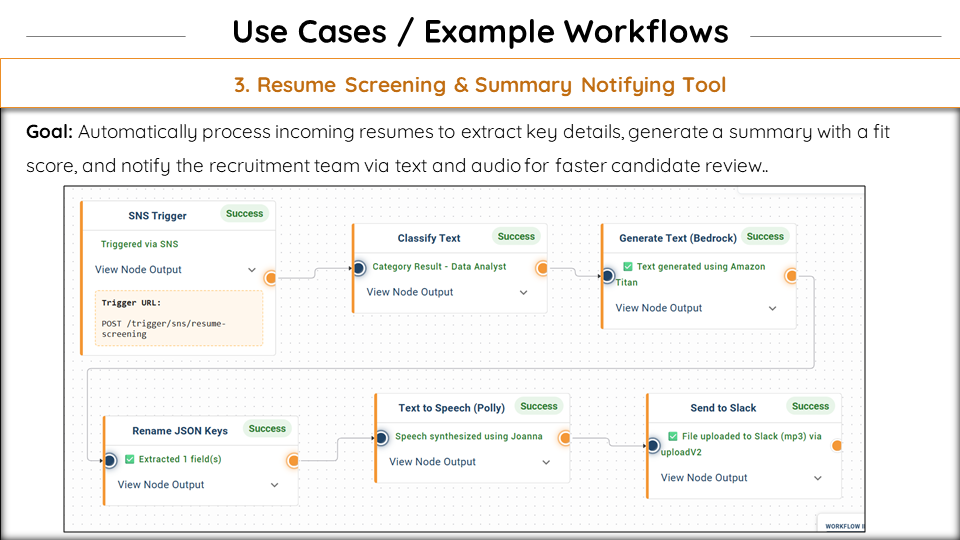 Use Cases / Example Workflows
3. Resume Screening & Summary Notifying Tool
Goal: Automatically process incoming resumes to extract key details, generate a summary with a fit
score, and notify the recruitment team via text and audio for faster candidate review..
SNS Trigger
Success
Triggered via SNS
View Node Output
Trigger URL:
POST /trigger/sns/resume-
screening
Classify Text
Success
Category Result - Data Analyst
View Node Output
Generate Text (Bedrock)
Success
✅ Text generated using Amazon
Titan
View Node Output
Rename JSON Keys
Success
✅ Extracted 1 field(s)
View Node Output
Text to Speech (Polly)
Success
Speech synthesized using Joanna
View Node Output
Send to Slack
Success
✅ File uploaded to Slack (mp3) via
uploadV2
View Node Output
WORKFLOW